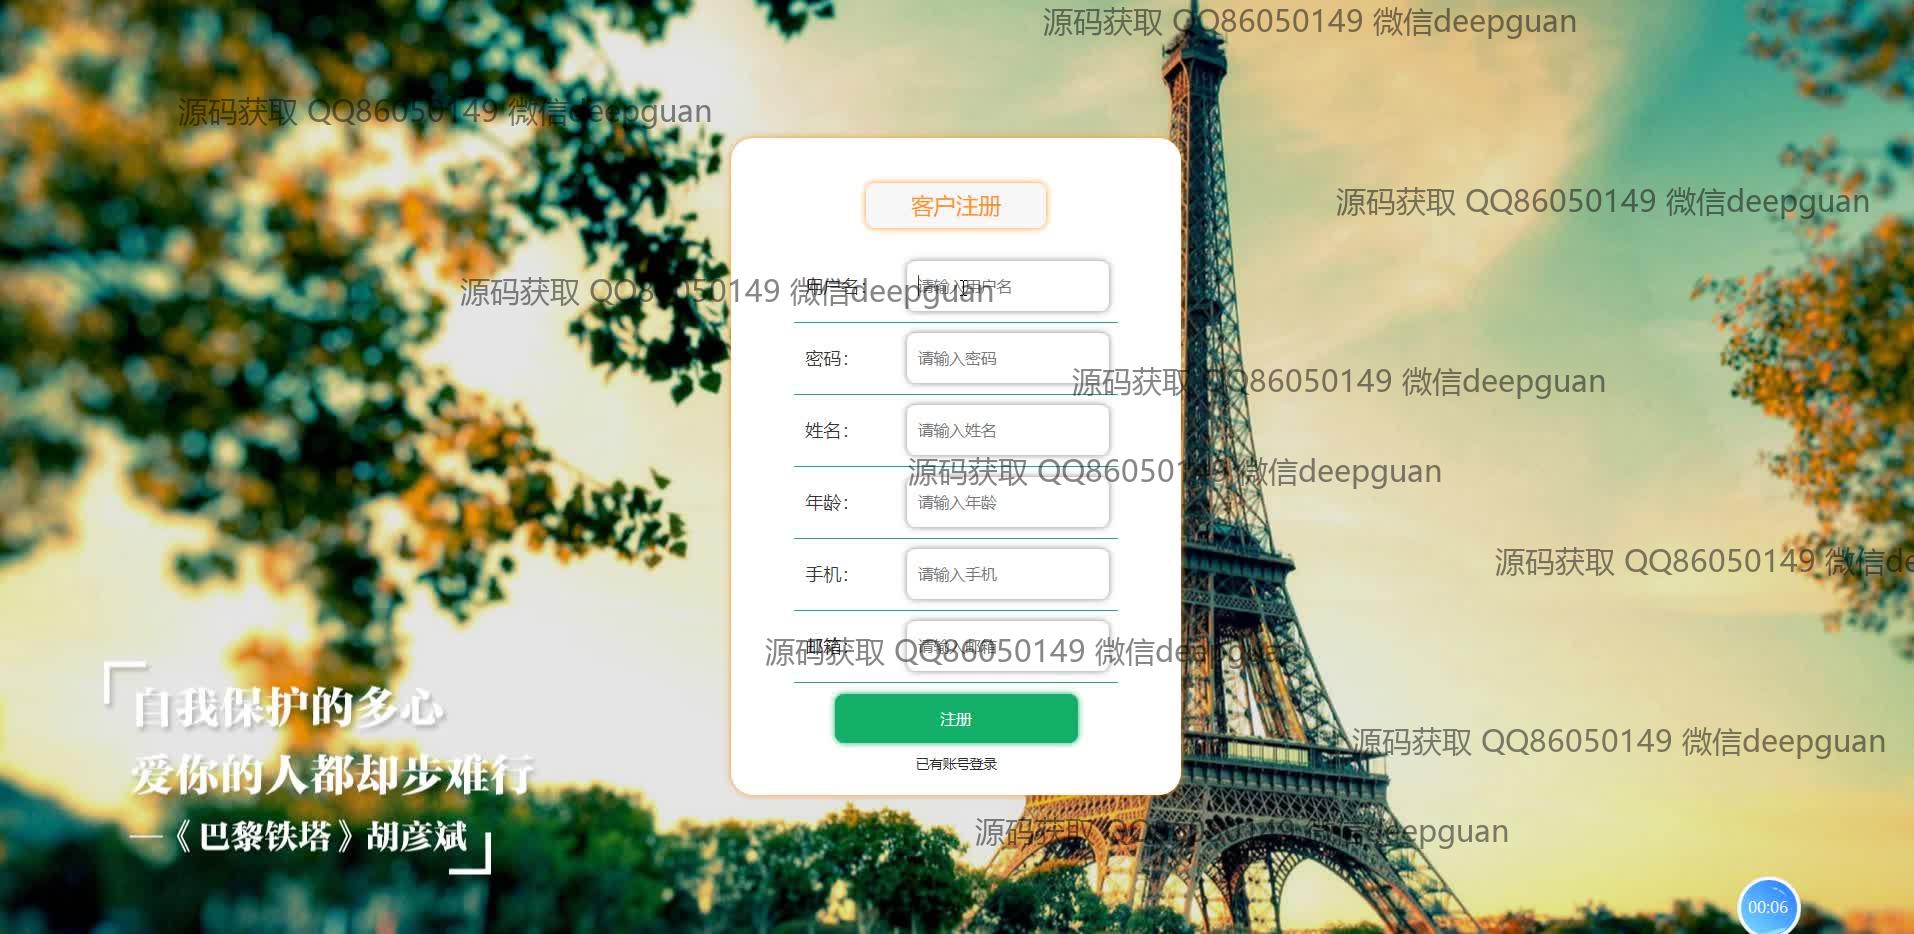 源码获取 QQ86050149 微信deepguan
源码获取 QQ86050149 微信deepguan
客户注册
源码获取 QQ86050149 微信deepguan
用户名：
请输入用户名
源码获取 QQ86050149 微信deepguan
密码：
请输入密码
源码获取 QQ86050149 微信deepguan
姓名：
请输入姓名
源码获取 QQ86050149 微信deepguan
年龄：
请输入年龄
源码获取 QQ86050149 微信de
手机：
请输入手机
邮箱：
请输入邮箱
源码获取 QQ86050149 微信deepguan
自我保护的多心
注册
源码获取 QQ86050149 微信deepguan
爱你的人都却步难行
已有账号登录
—《巴黎铁塔》胡彦斌
源码获取 QQ86050149 微信deepguan
00:06